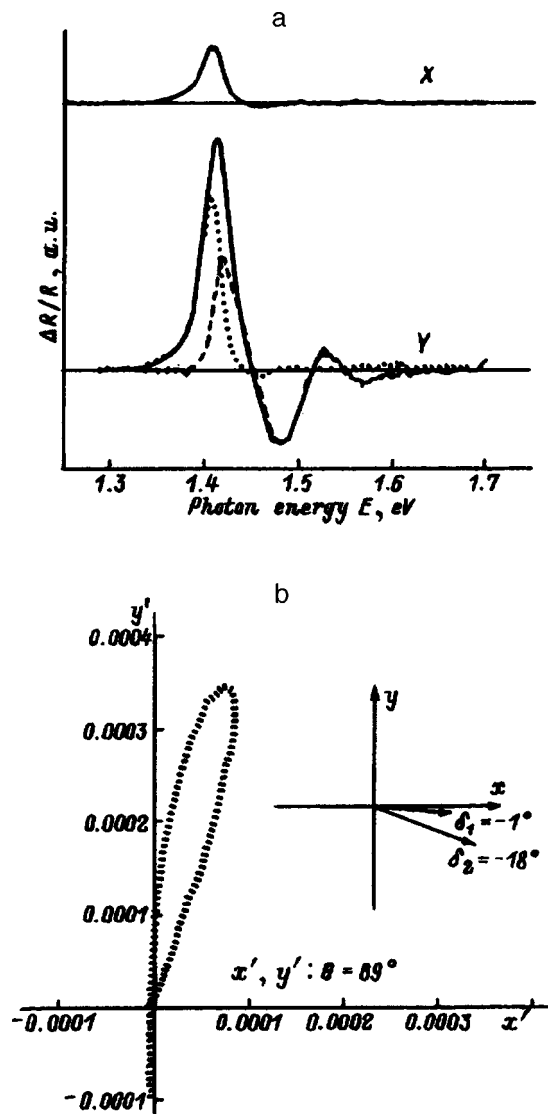 a
X
ΔR/R, a.u.
Y
1.3 1.4 1.5 1.6 1.7
Photon energy E, eV
b
y'
0.0004
0.0003
0.0002
0.0001
y
x
δ₁=-1°
δ₂=-18°
x', y': θ = 89°
-0.0001 0.0001 0.0002 0.0003 x'
-0.0001